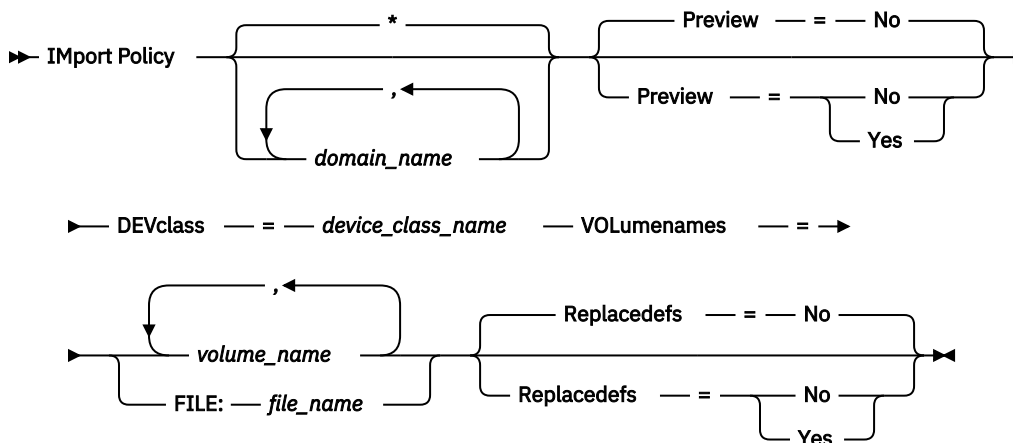 *
Preview = No
IMport Policy
,
domain_name
Preview = No
Yes
DEVclass = device_class_name VOLumenames =
,
volume_name
FILE: file_name
Replacedefs = No
Replacedefs = No
Yes